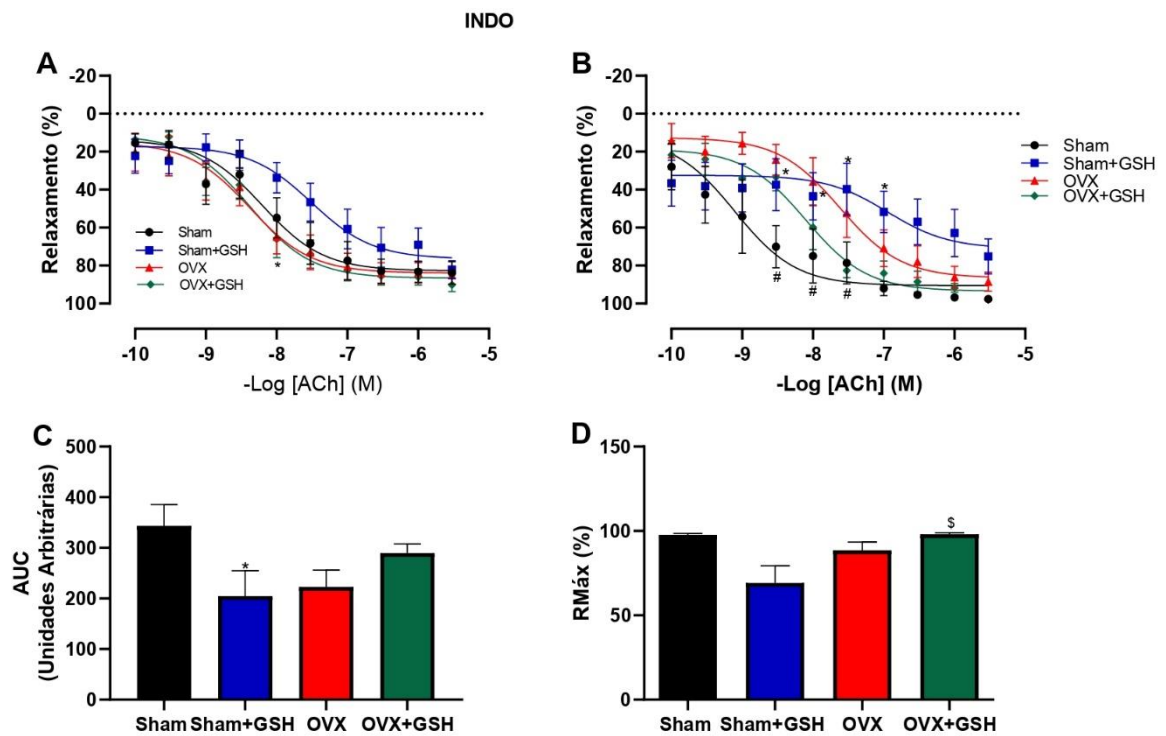 INDO
A
Relaxamento (%)
-20
0
20
40
60
80
100
*
Sham
Sham+GSH
OVX
OVX+GSH
-10 -9 -8 -7 -6 -5
-Log [ACh] (M)
B
Relaxamento (%)
-20
0
20
40
60
80
100
* * * *
# # #
-10 -9 -8 -7 -6 -5
-Log [ACh] (M)
Sham
Sham+GSH
OVX
OVX+GSH
C
AUC
(Unidades Arbitrárias)
500
400
300
200
100
0
*
Sham Sham+GSH OVX OVX+GSH
D
RMáx (%)
150
100
50
0
$
Sham Sham+GSH OVX OVX+GSH